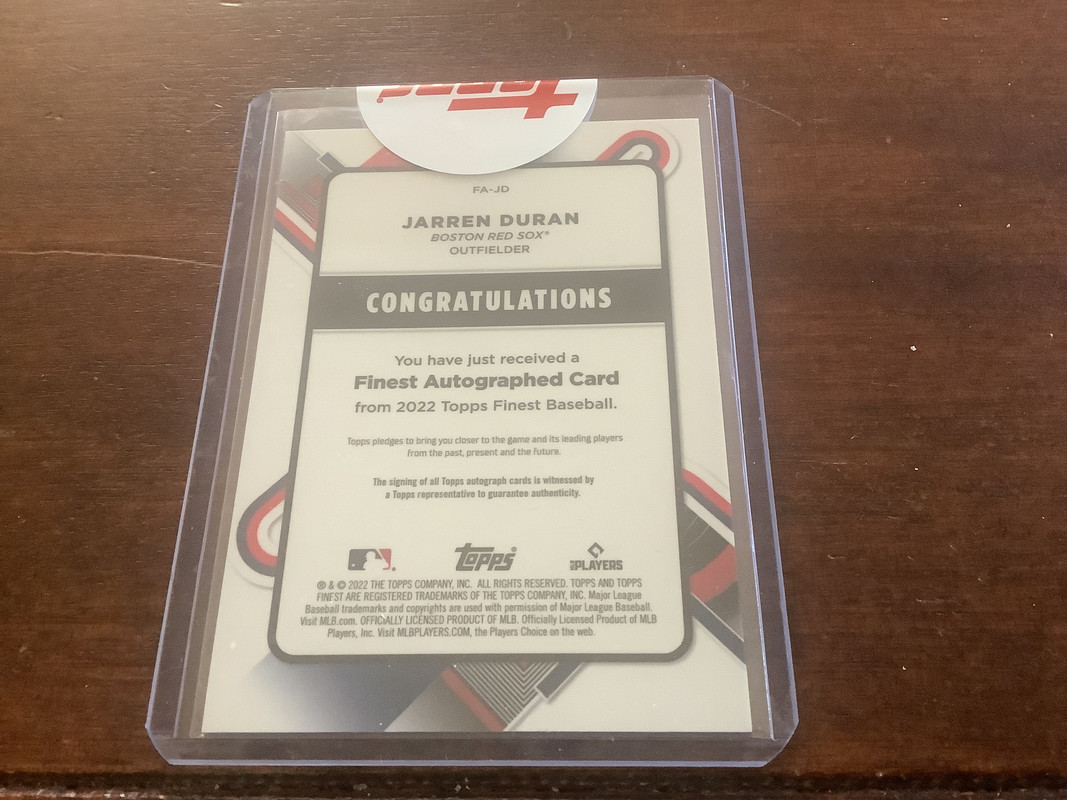 Topps
FA-JD
JARREN DURAN
BOSTON RED SOX®
OUTFIELDER
CONGRATULATIONS
You have just received a
Finest Autographed Card
from 2022 Topps Finest Baseball.
Topps pledges to bring you closer to the game and its leading players
from the past, present and the future.
The signing of all Topps autograph cards is witnessed by
a Topps representative to guarantee authenticity.
Topps® PLAYERS
® & © 2022 THE TOPPS COMPANY, INC. ALL RIGHTS RESERVED. TOPPS AND TOPPS
FINEST ARE REGISTERED TRADEMARKS OF THE TOPPS COMPANY, INC. Major League
Baseball trademarks and copyrights are used with permission of Major League Baseball.
Visit MLB.com. OFFICIALLY LICENSED PRODUCT OF MLB. Officially Licensed Product of MLB
Players, Inc. Visit MLBPLAYERS.COM, the Players Choice on the web.